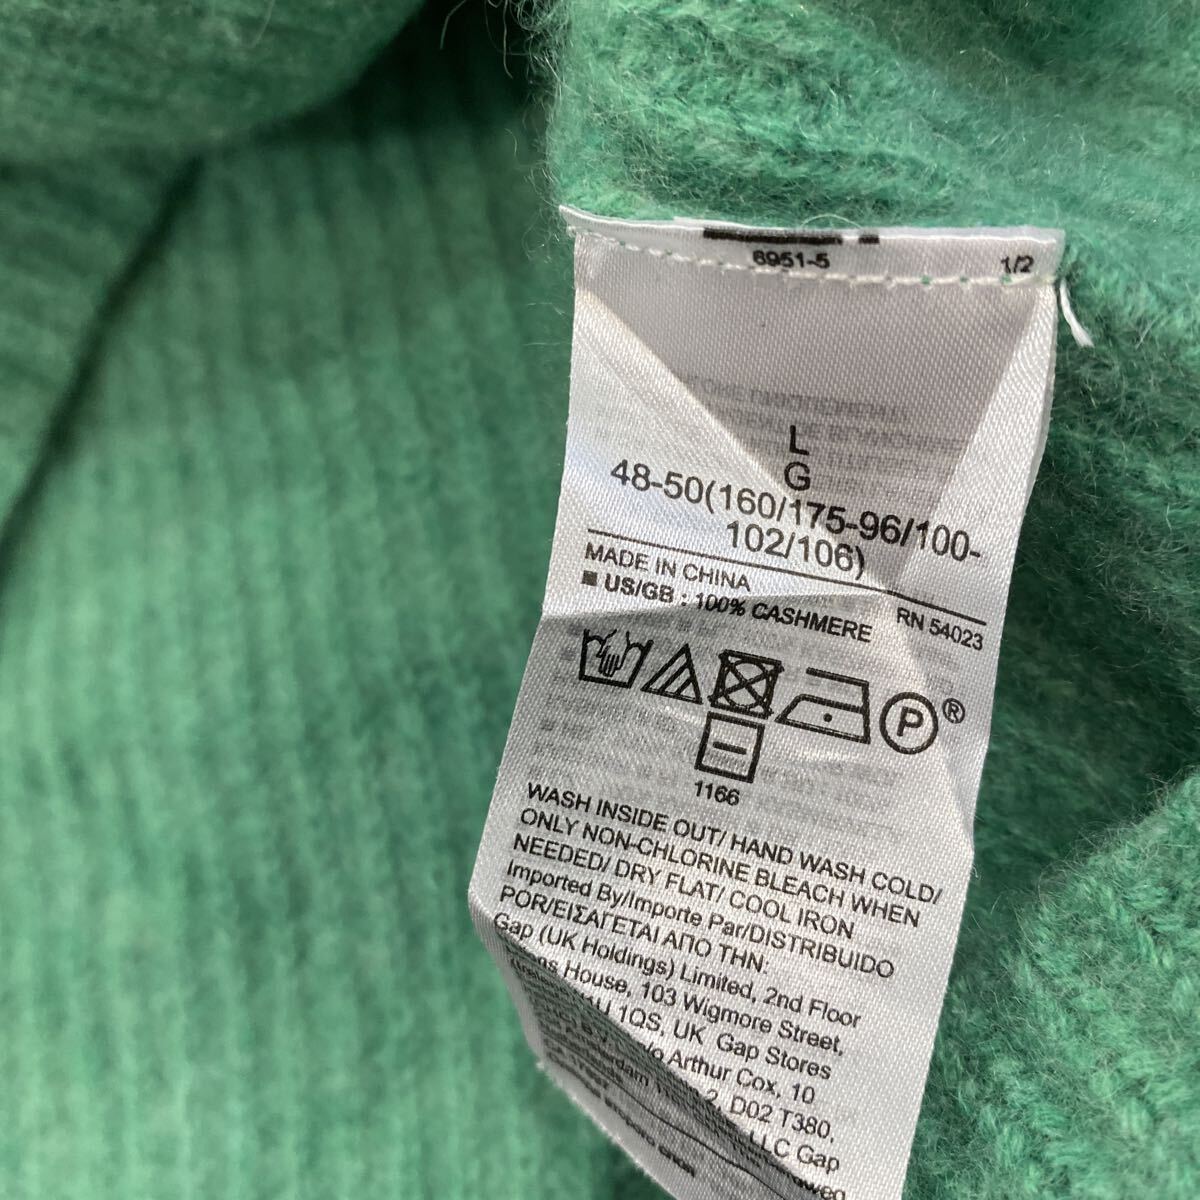 6951-5 1/2
L
G
48-50(160/175-96/100-
102/106)
MADE IN CHINA
■ US/GB : 100% CASHMERE RN 54023
P ®
1166
WASH INSIDE OUT/ HAND WASH COLD/
ONLY NON-CHLORINE BLEACH WHEN
NEEDED/ DRY FLAT/ COOL IRON
Imported By/Importe Par/DISTRIBUIDO
POR/ΕΙΣΑΓΕΤΑΙ ΑΠΟ ΤΗΝ:
Gap (UK Holdings) Limited, 2nd Floor
House, 103 Wigmore Street,
1QS, UK Gap Stores
Arthur Cox, 10
2, D02 T380,
LLC Gap